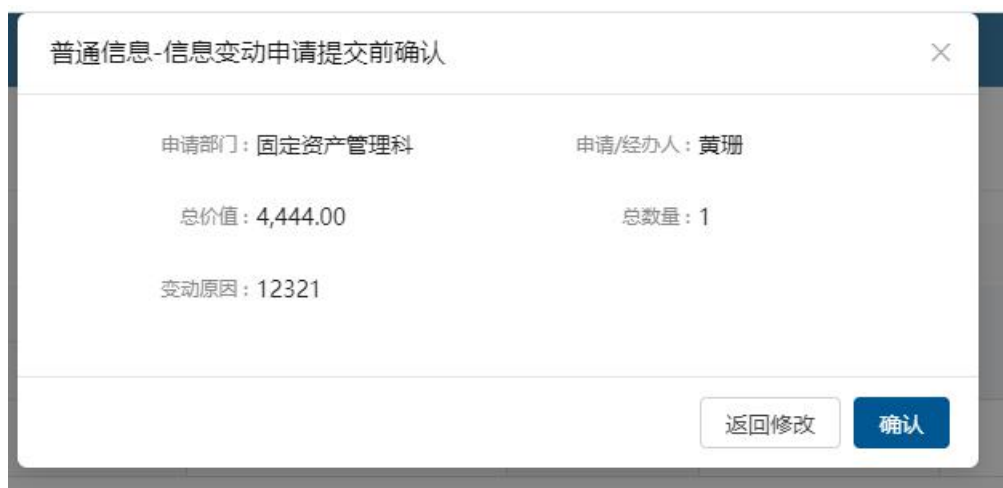 普通信息-信息变动申请提交前确认
申请部门：固定资产管理科 申请/经办人：黄珊
总价值：4,444.00 总数量：1
变动原因：12321
返回修改 确认